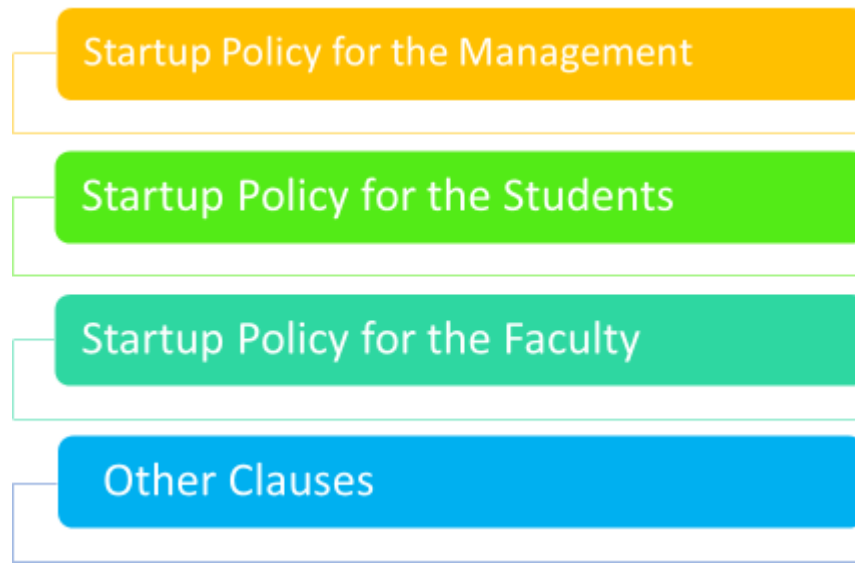 Startup Policy for the Management
Startup Policy for the Students
Startup Policy for the Faculty
Other Clauses